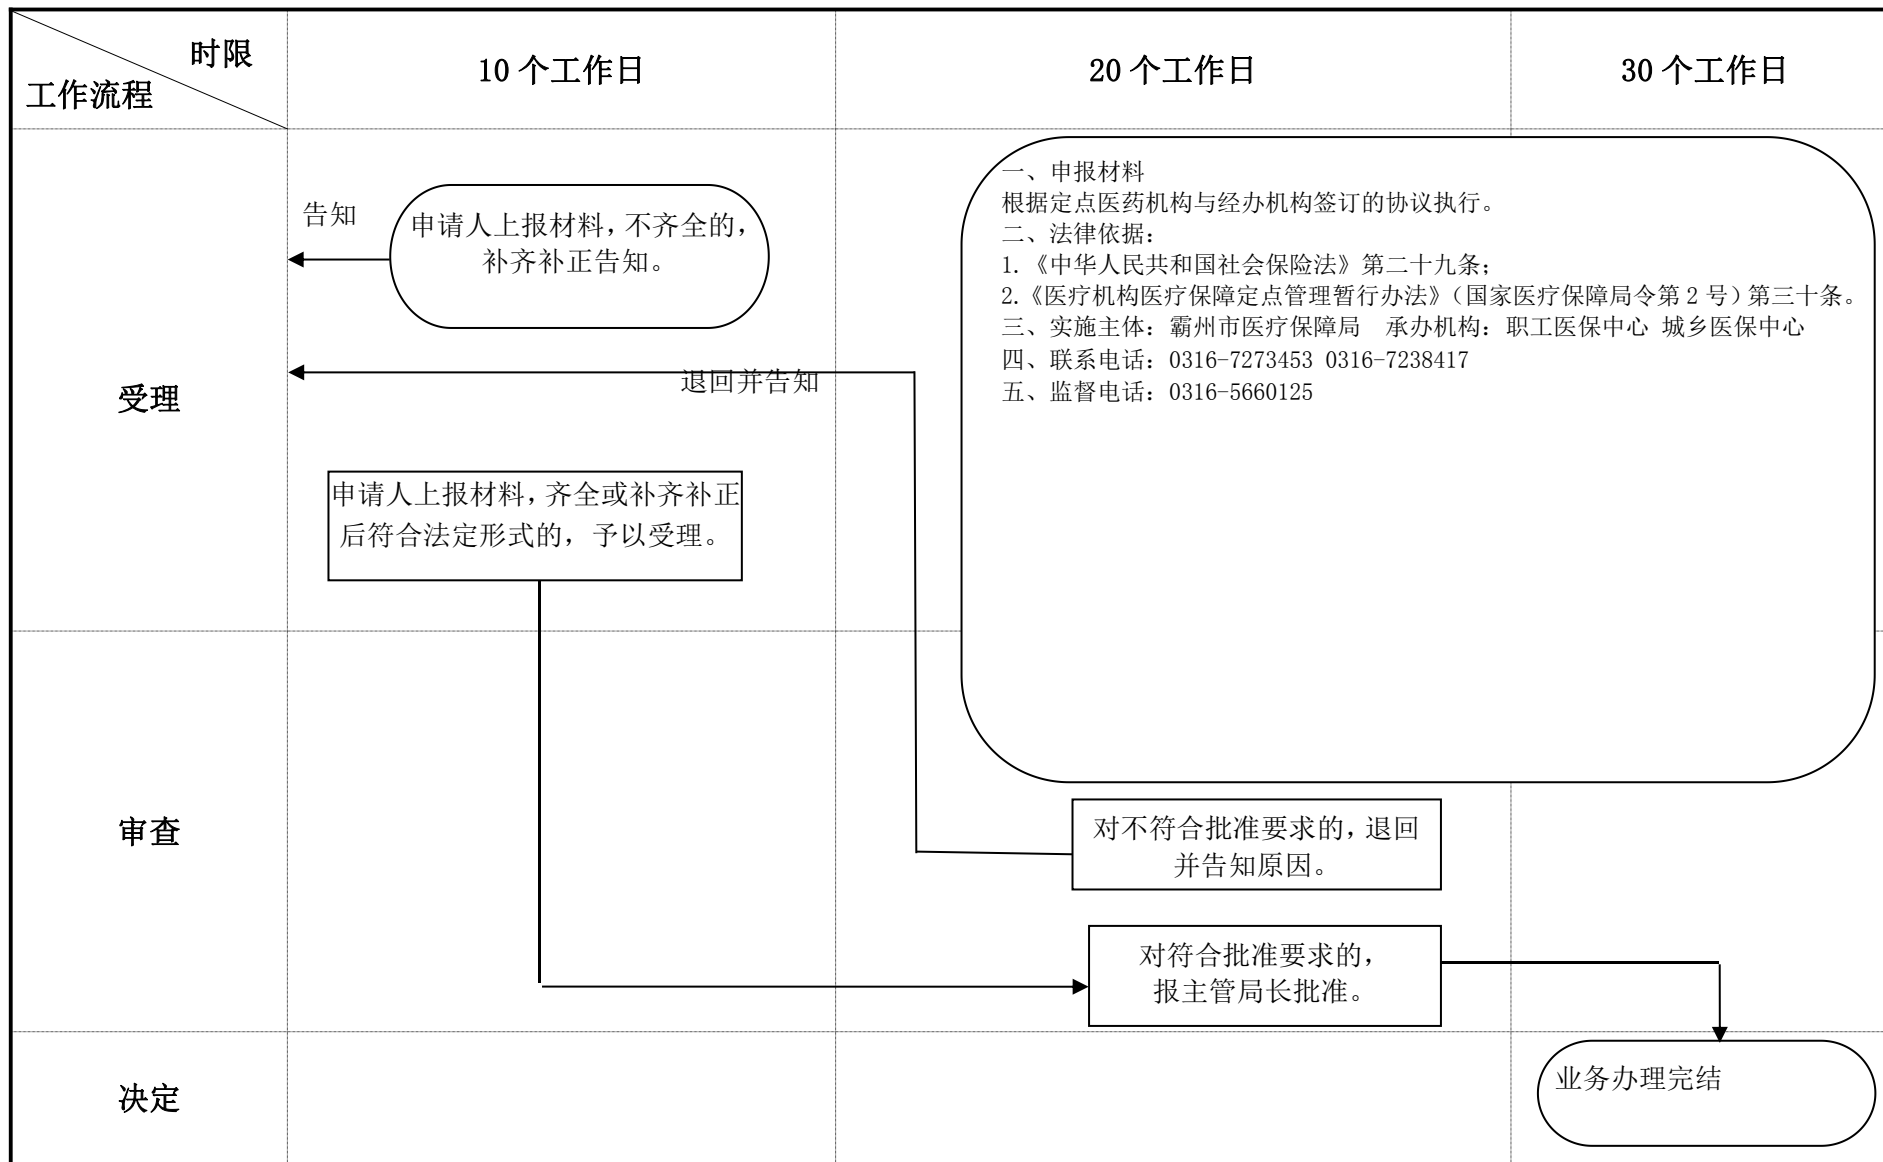 时限
工作流程
10 个工作日
20 个工作日
30 个工作日
受理
告知
申请人上报材料，不齐全的，
补齐补正告知。
退回并告知
申请人上报材料，齐全或补齐补正
后符合法定形式的，予以受理。
一、申报材料
根据定点医药机构与经办机构签订的协议执行。
二、法律依据：
1.《中华人民共和国社会保险法》第二十九条；
2.《医疗机构医疗保障定点管理暂行办法》（国家医疗保障局令第 2 号）第三十条。
三、实施主体：霸州市医疗保障局　承办机构：职工医保中心 城乡医保中心
四、联系电话：0316-7273453 0316-7238417
五、监督电话：0316-5660125
审查
对不符合批准要求的，退回
并告知原因。
对符合批准要求的，
报主管局长批准。
决定
业务办理完结